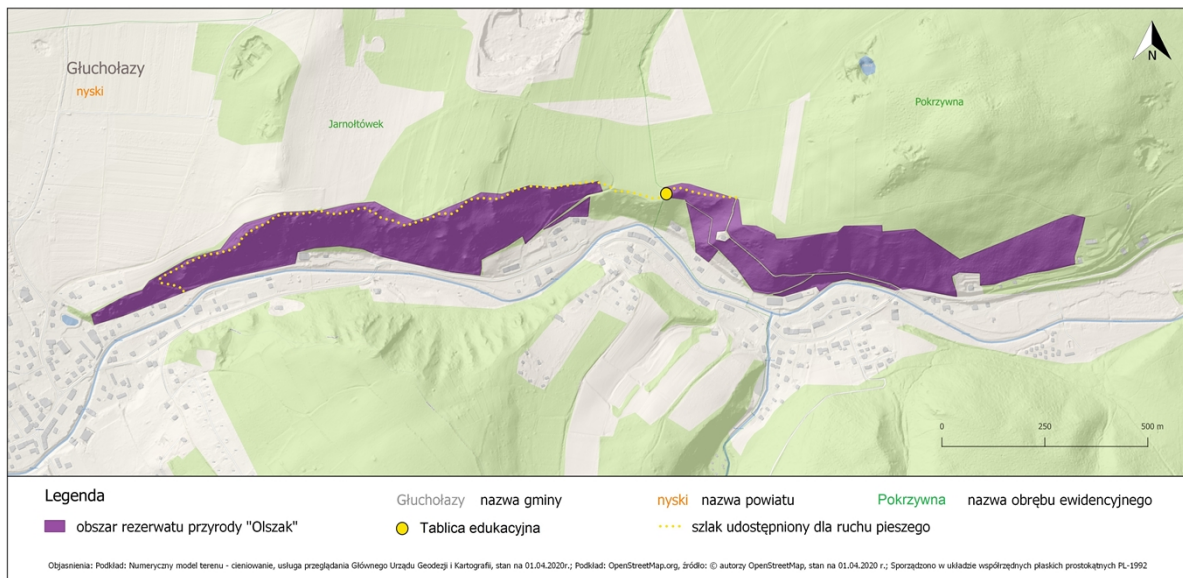 Głuchołazy
nyski
Jarnołtówek
Pokrzywna
N
0 250 500 m
Legenda
Głuchołazy nazwa gminy nyski nazwa powiatu Pokrzywna nazwa obrębu ewidencyjnego
obszar rezerwatu przyrody "Olszak" Tablica edukacyjna szlak udostępniony dla ruchu pieszego
Objaśnienia: Podkład: Numeryczny model terenu - cieniowanie, usługa przeglądania Głównego Urzędu Geodezji i Kartografii, stan na 01.04.2020r.; Podkład: OpenStreetMap.org, źródło: © autorzy OpenStreetMap, stan na 01.04.2020 r.; Sporządzono w układzie współrzędnych płaskich prostokątnych PL-1992